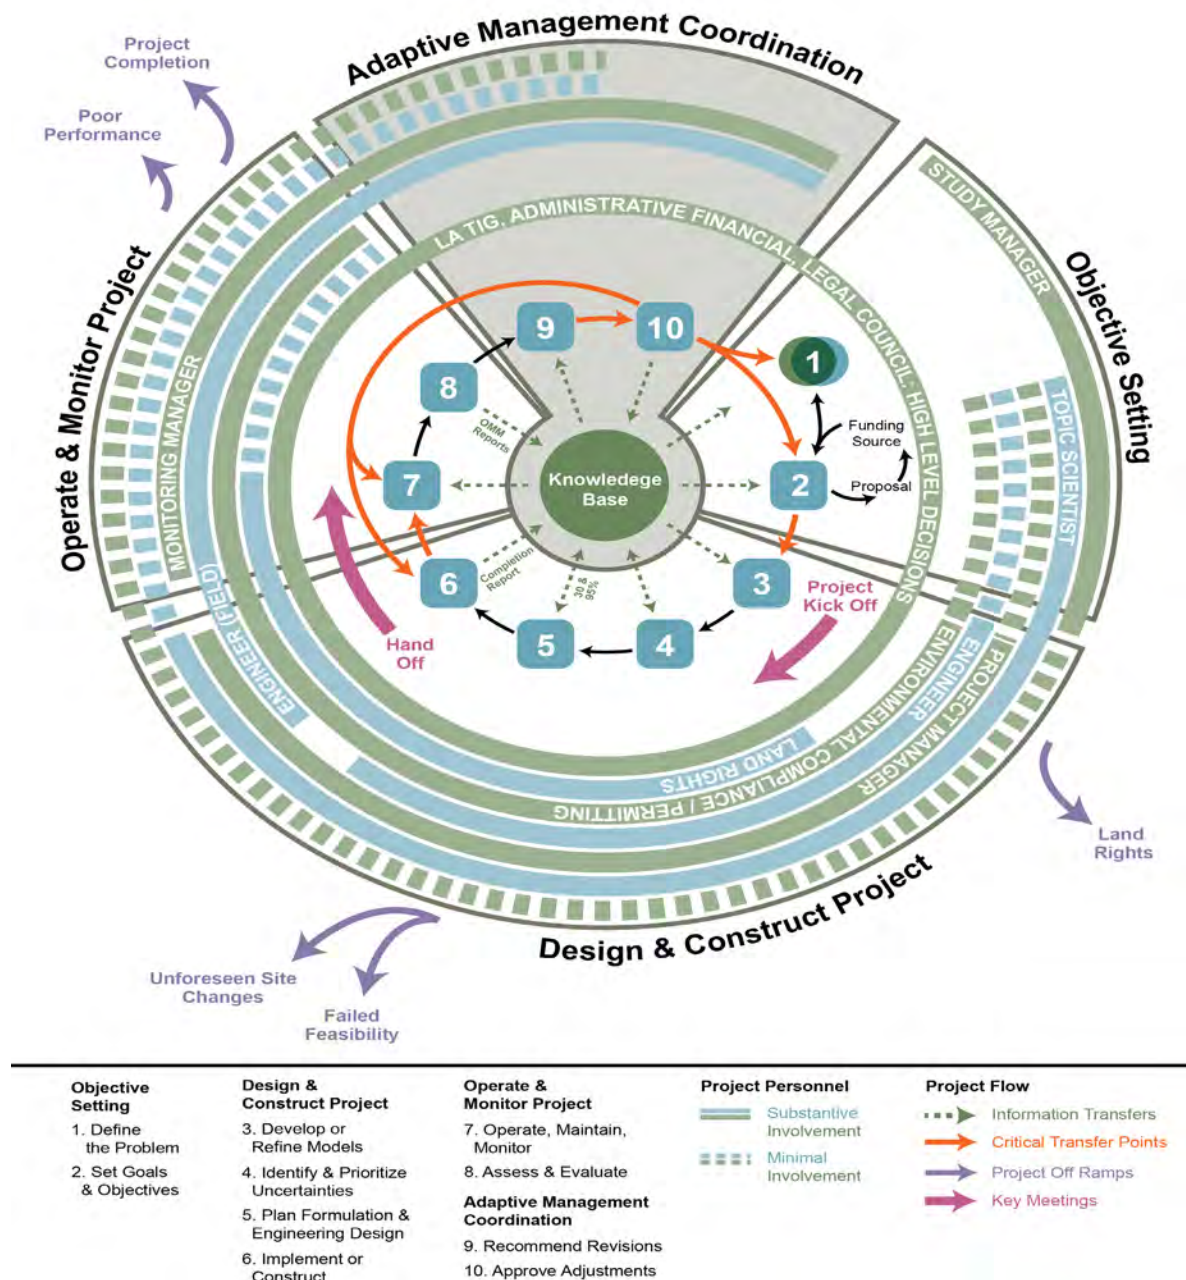 Adaptive Management Coordination
Project
Completion
Poor
Performance
Operate & Monitor Project
Objective Setting
Design & Construct Project
STUDY MANAGER
TOPIC SCIENTIST
MONITORING MANAGER
LA TIG, ADMINISTRATIVE FINANCIAL, LEGAL COUNCIL: HIGH LEVEL DECISIONS
ENGINEER (FIELD)
PROJECT MANAGER
ENGINEER
ENVIRONMENTAL COMPLIANCE / PERMITTING
LAND RIGHTS
9
10
1
8
7
2
6
3
5
4
OMM
Reports
Knowledege
Base
Funding
Source
Proposal
Completion
Report
30 &
95%
Project
Kick Off
Hand
Off
Land
Rights
Unforeseen Site
Changes
Failed
Feasibility
Objective
Setting
1. Define
the Problem
2. Set Goals
& Objectives
Design &
Construct Project
3. Develop or
Refine Models
4. Identify & Prioritize
Uncertainties
5. Plan Formulation &
Engineering Design
6. Implement or
Construct
Operate &
Monitor Project
7. Operate, Maintain,
Monitor
8. Assess & Evaluate
Adaptive Management
Coordination
9. Recommend Revisions
10. Approve Adjustments
Project Personnel
Substantive
Involvement
Minimal
Involvement
Project Flow
Information Transfers
Critical Transfer Points
Project Off Ramps
Key Meetings